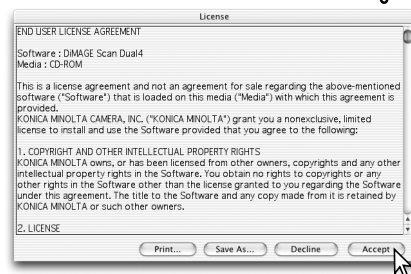 License
END USER LICENSE AGREEMENT
Software : DiMAGE Scan Dual4
Media : CD-ROM
This is a license agreement and not an agreement for sale regarding the above-mentioned
software ("Software") that is loaded on this media ("Media") with which this agreement is
provided.
KONICA MINOLTA CAMERA, INC. ("KONICA MINOLTA") grant you a nonexclusive, limited
license to install and use the Software provided that you agree to the following:
1. COPYRIGHT AND OTHER INTELLECTUAL PROPERTY RIGHTS
KONICA MINOLTA owns, or has been licensed from other owners, copyrights and any other
intellectual property rights in the Software. You obtain no rights to copyrights or any
other rights in the Software other than the license granted to you regarding the Software
under this agreement. The title to the Software and any copy made from it is retained by
KONICA MINOLTA or such other owners.
2. LICENSE
Print... Save As... Decline Accept